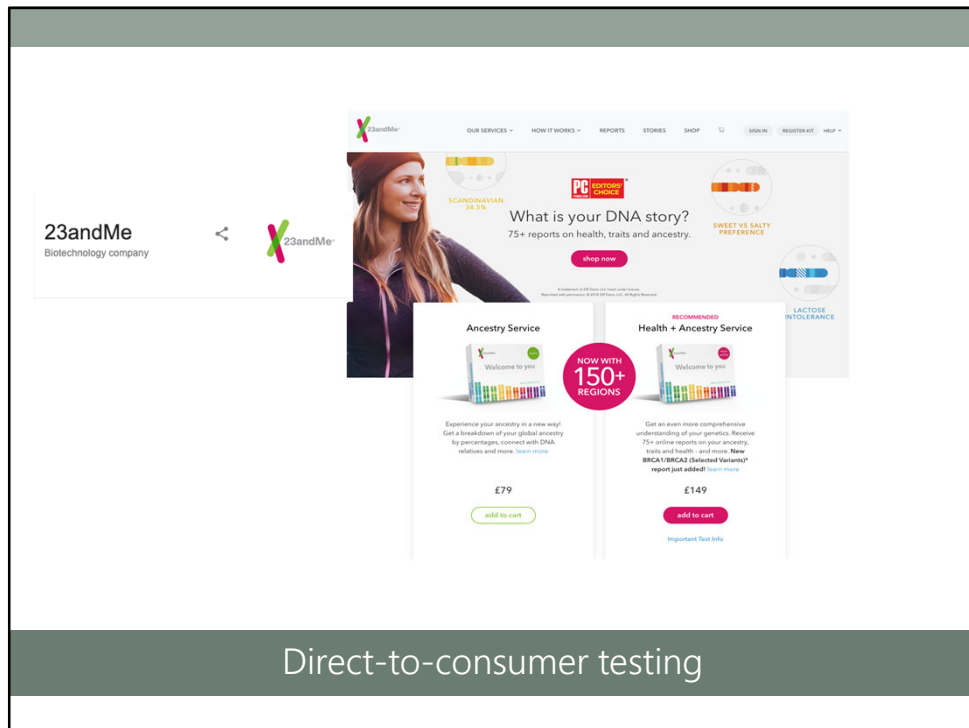 23andMe
Biotechnology company
23andMe
23andMe
OUR SERVICES
HOW IT WORKS
REPORTS
STORIES
SHOP
SIGN IN
REGISTER KIT
HELP
SCANDINAVIAN
34.5%
PC
EDITORS'
CHOICE
What is your DNA story?
75+ reports on health, traits and ancestry.
shop now
SWEET VS SALTY
PREFERENCE
LACTOSE
INTOLERANCE
Ancestry Service
Welcome to you
Experience your ancestry in a new way!
Get a breakdown of your global ancestry
by percentages, connect with DNA
relatives and more. learn more
£79
add to cart
NOW WITH
150+
REGIONS
RECOMMENDED
Health + Ancestry Service
Welcome to you
Get an even more comprehensive
understanding of your genetics. Receive
75+ online reports on your ancestry,
traits and health - and more. New
BRCA1/BRCA2 (Selected Variants)*
report just added! learn more
£149
add to cart
Important Test Info
Direct-to-consumer testing